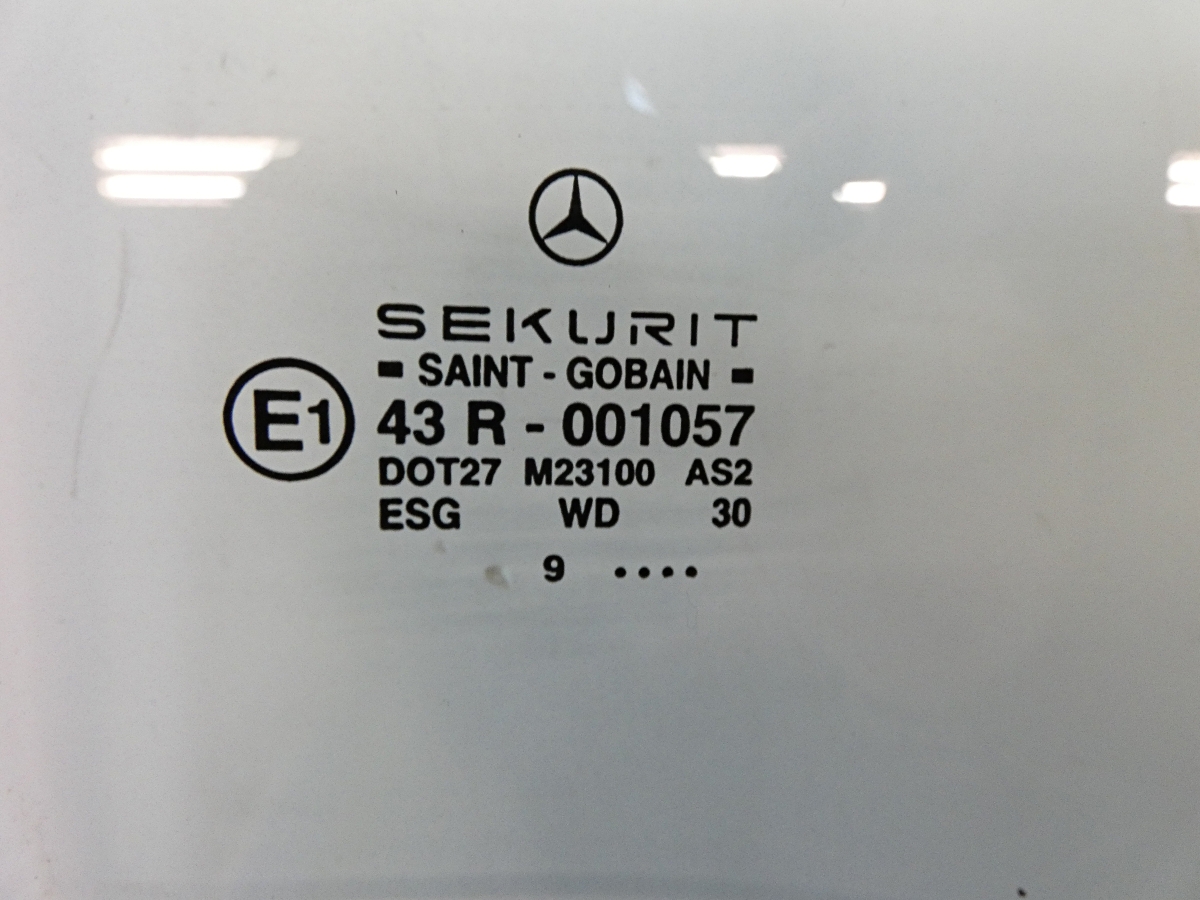 SEKURIT
- SAINT - GOBAIN -
E1 43 R - 001057
DOT27 M23100 AS2
ESG WD 30
9 ....